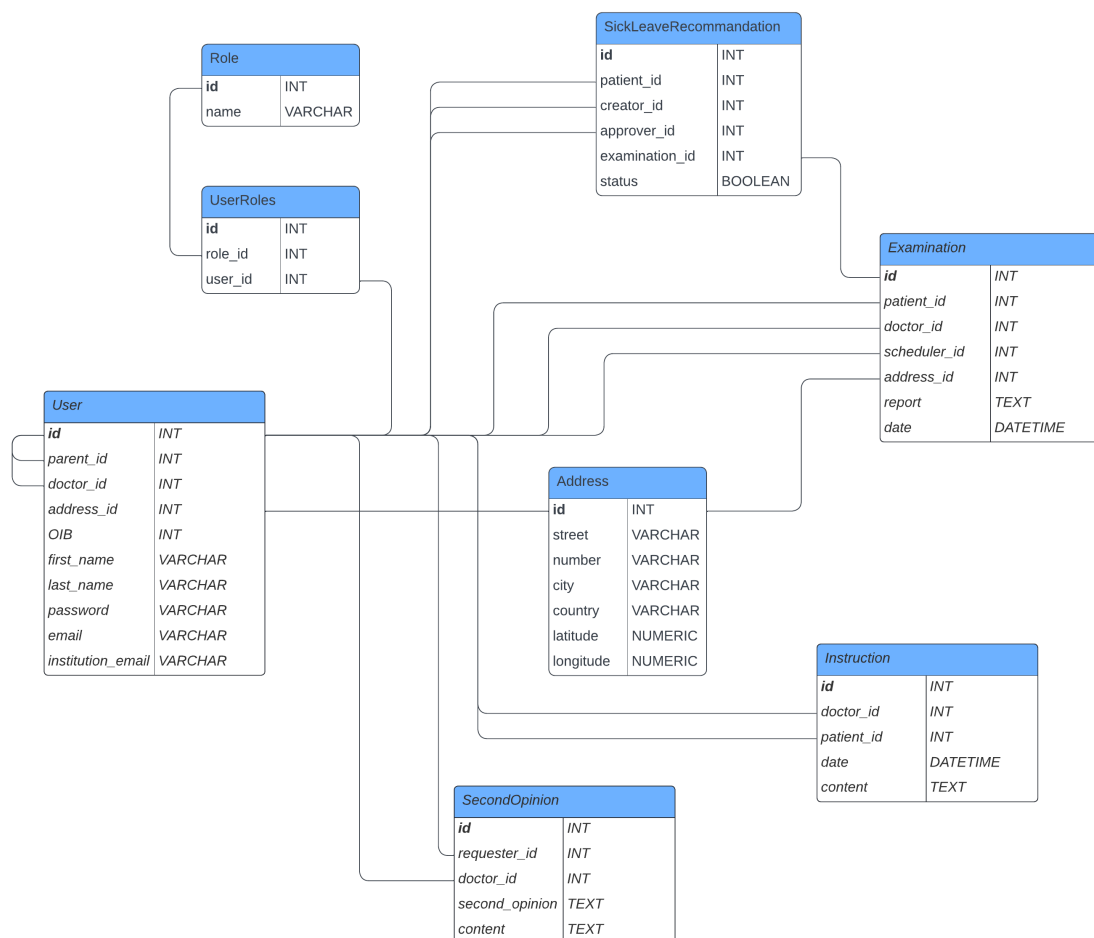 SickLeaveRecommandation
id INT
patient_id INT
creator_id INT
approver_id INT
examination_id INT
status BOOLEAN
Role
id INT
name VARCHAR
UserRoles
id INT
role_id INT
user_id INT
Examination
id INT
patient_id INT
doctor_id INT
scheduler_id INT
address_id INT
report TEXT
date DATETIME
User
id INT
parent_id INT
doctor_id INT
address_id INT
OIB INT
first_name VARCHAR
last_name VARCHAR
password VARCHAR
email VARCHAR
institution_email VARCHAR
Address
id INT
street VARCHAR
number VARCHAR
city VARCHAR
country VARCHAR
latitude NUMERIC
longitude NUMERIC
Instruction
id INT
doctor_id INT
patient_id INT
date DATETIME
content TEXT
SecondOpinion
id INT
requester_id INT
doctor_id INT
second_opinion TEXT
content TEXT